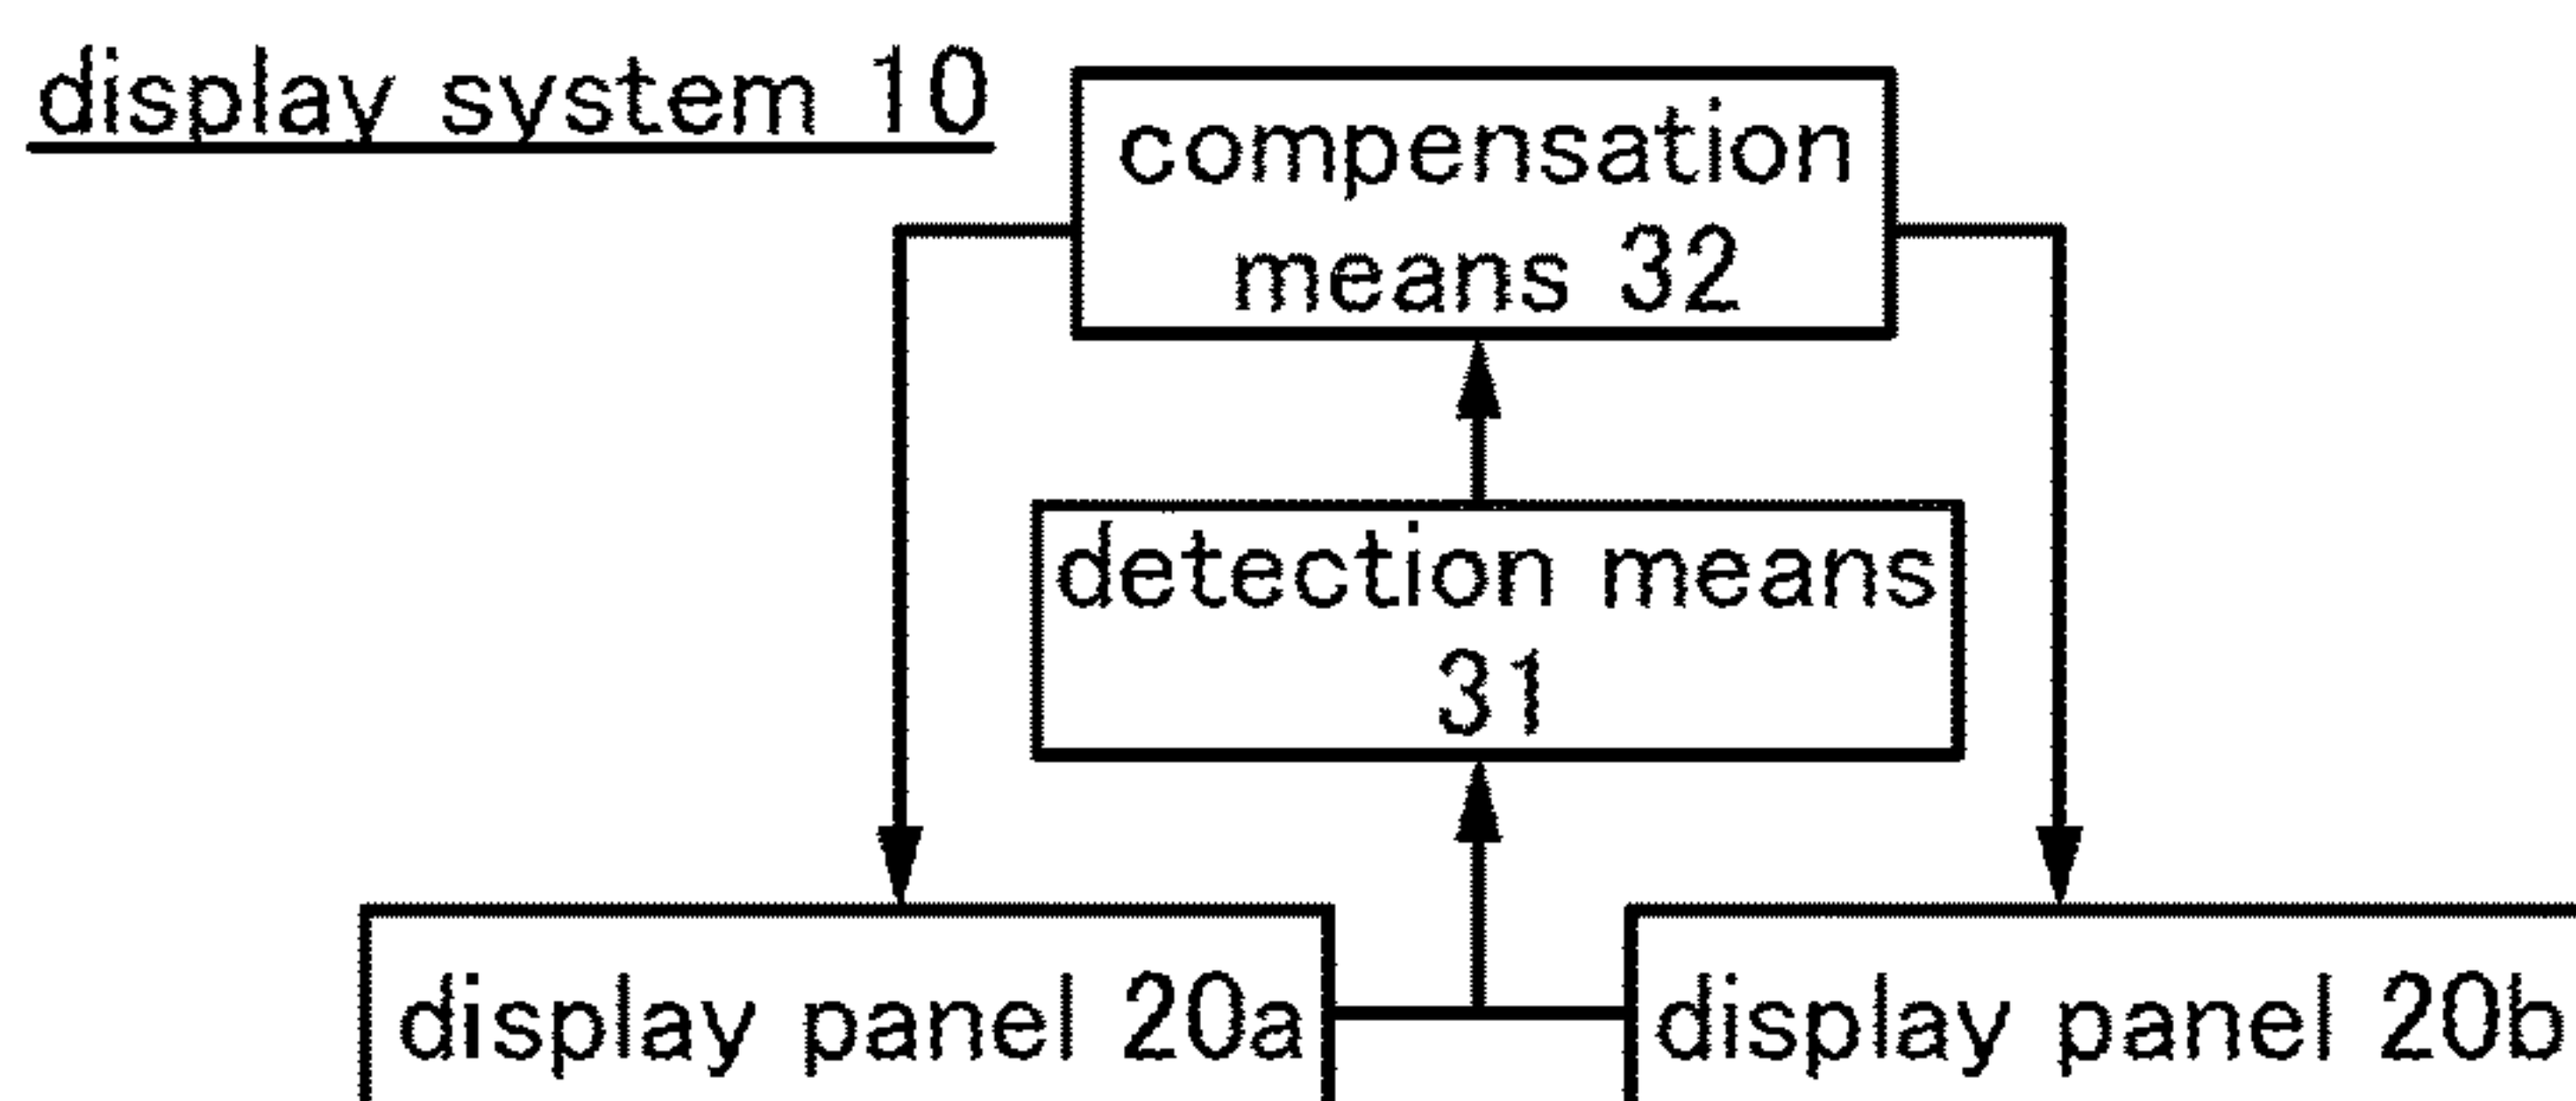 display system 10
compensation
means 32
detection means
31
display panel 20a
display panel 20b